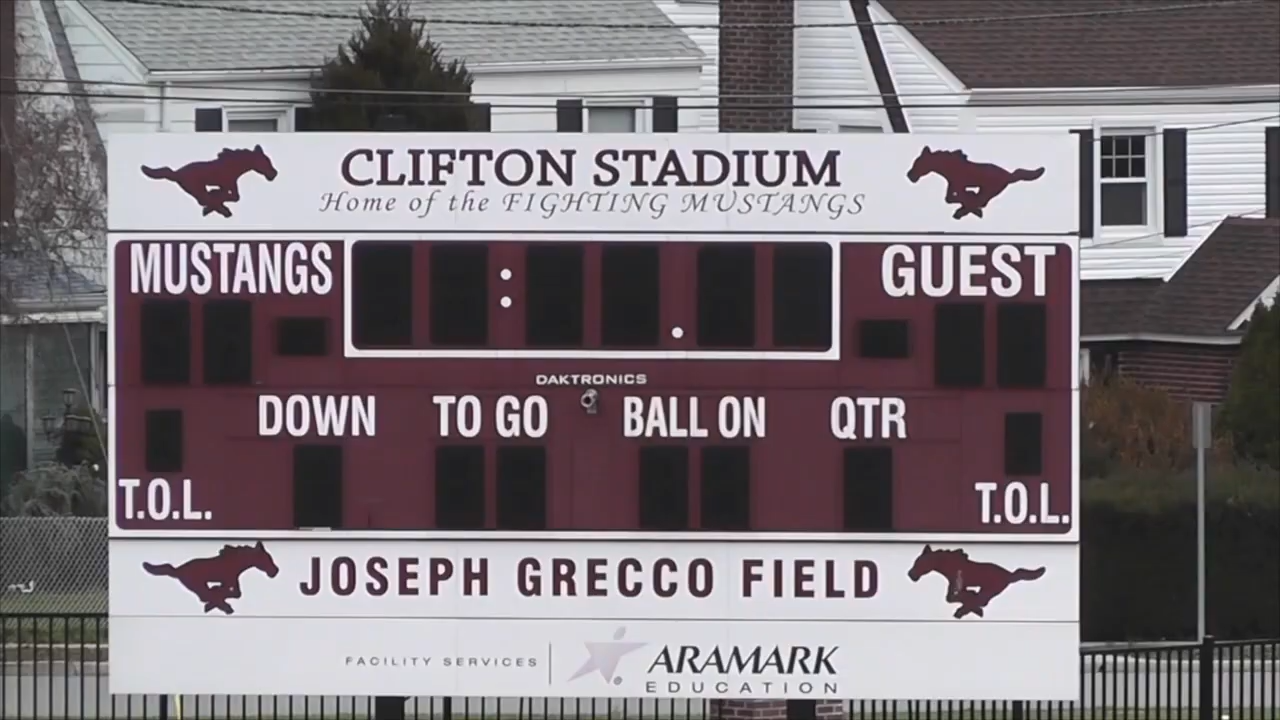 CLIFTON STADIUM
Home of the FIGHTING MUSTANGS
MUSTANGS
:
.
GUEST
DAKTRONICS
DOWN TO GO BALL ON QTR
T.O.L. T.O.L.
JOSEPH GRECCO FIELD
FACILITY SERVICES | ARAMARK
EDUCATION